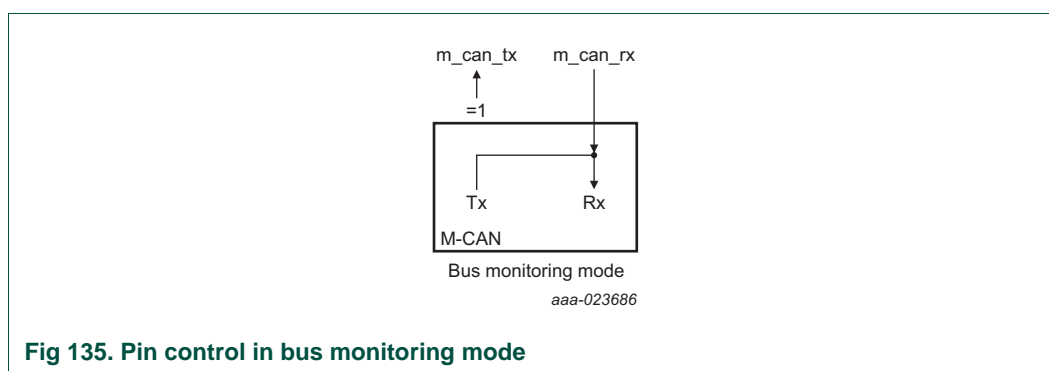 m_can_tx m_can_rx
=1
Tx Rx
M-CAN
Bus monitoring mode
aaa-023686
Fig 135. Pin control in bus monitoring mode